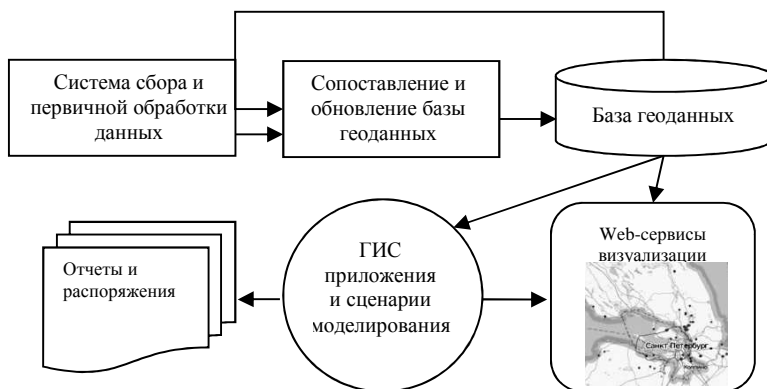 Система сбора и
первичной обработки
данных
Сопоставление и
обновление базы
геоданных
База геоданных
Отчеты и
распоряжения
ГИС
приложения
и сценарии
моделирования
Web-сервисы
визуализации
Санкт Петербург
Колпино